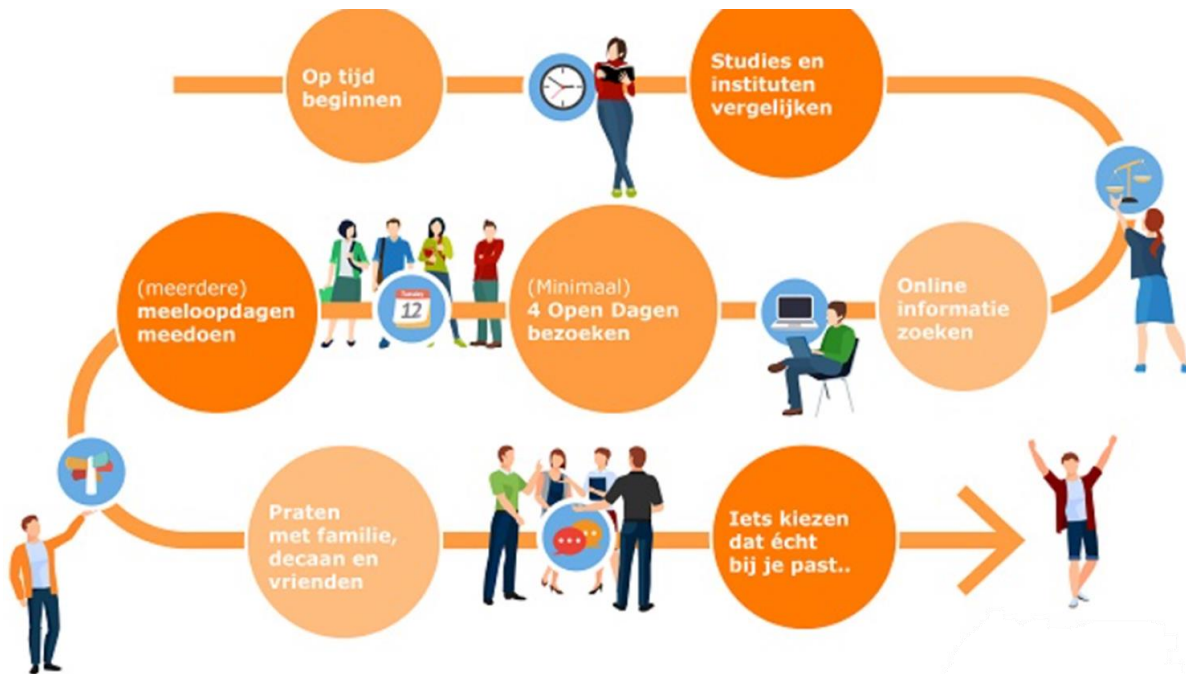 Op tijd
beginnen
Studies en
instituten
vergelijken
Online
informatie
zoeken
(Minimaal)
4 Open Dagen
bezoeken
12
(meerdere)
meeloopdagen
meedoen
Praten
met familie,
decaan en
vrienden
Iets kiezen
dat écht
bij je past..